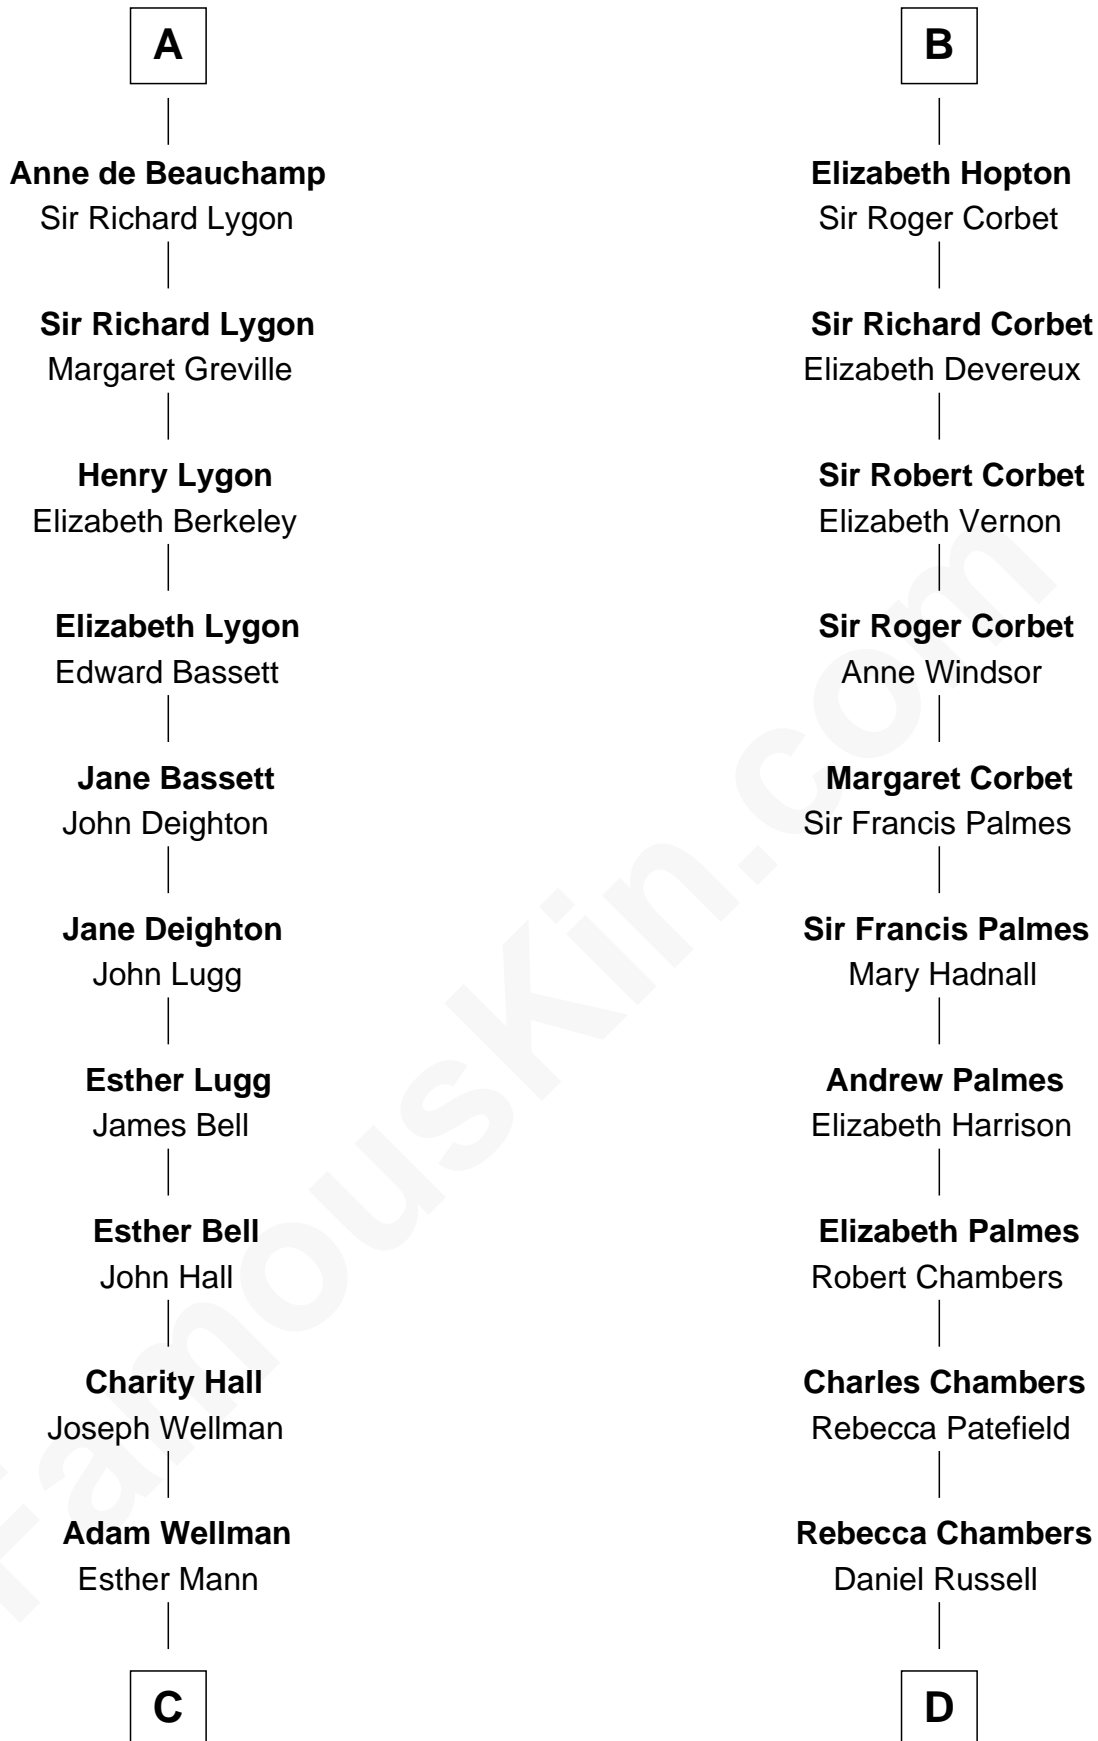 A
Anne de Beauchamp
Sir Richard Lygon
Sir Richard Lygon
Margaret Greville
Henry Lygon
Elizabeth Berkeley
Elizabeth Lygon
Edward Bassett
Jane Bassett
John Deighton
Jane Deighton
John Lugg
Esther Lugg
James Bell
Esther Bell
John Hall
Charity Hall
Joseph Wellman
Adam Wellman
Esther Mann
C
B
Elizabeth Hopton
Sir Roger Corbet
Sir Richard Corbet
Elizabeth Devereux
Sir Robert Corbet
Elizabeth Vernon
Sir Roger Corbet
Anne Windsor
Margaret Corbet
Sir Francis Palmes
Sir Francis Palmes
Mary Hadnall
Andrew Palmes
Elizabeth Harrison
Elizabeth Palmes
Robert Chambers
Charles Chambers
Rebecca Patefield
Rebecca Chambers
Daniel Russell
D
FamousKin.com